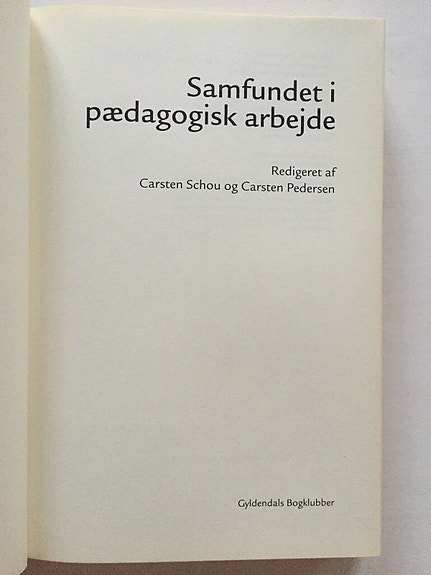 Samfundet i
pædagogisk arbejde
Redigeret af
Carsten Schou og Carsten Pedersen
Gyldendals Bogklubber